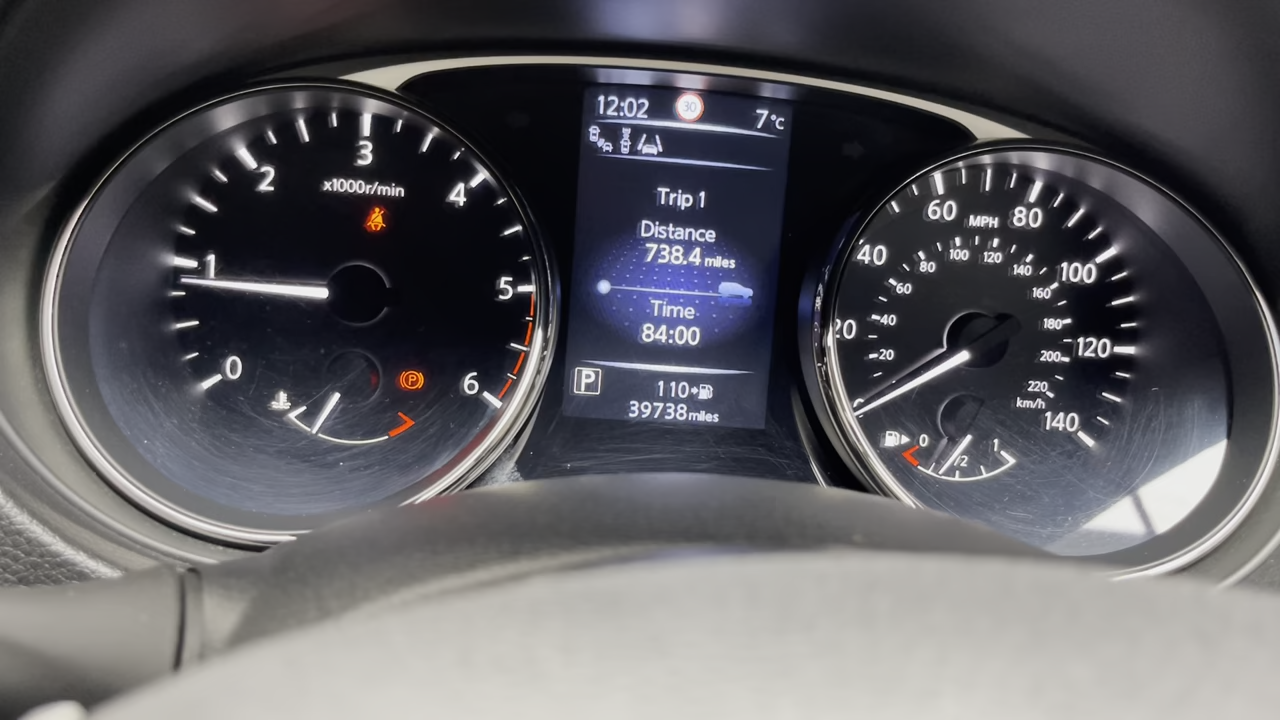 0
1
2
3
4
5
6
x1000r/min
P
12:02 30 7°C
Trip 1
Distance
738.4 miles
Time
84:00
P
110
39738 miles
20
40
60
80
100
120
140
MPH
20
40
60
80
100
120
140
160
180
200
220
km/h
0
1/2
1